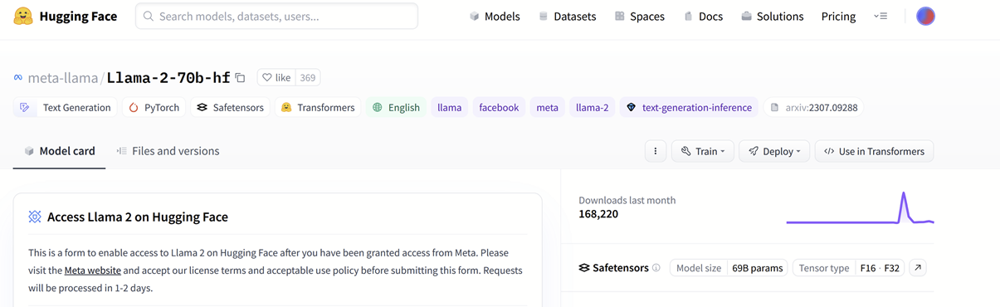 Hugging Face
Search models, datasets, users...
Models
Datasets
Spaces
Docs
Solutions
Pricing
meta-llama/Llama-2-70b-hf
like 369
Text Generation
PyTorch
Safetensors
Transformers
English
llama
facebook
meta
llama-2
text-generation-inference
arxiv:2307.09288
Model card
Files and versions
Train
Deploy
</> Use in Transformers
Access Llama 2 on Hugging Face
This is a form to enable access to Llama 2 on Hugging Face after you have been granted access from Meta. Please
visit the Meta website and accept our license terms and acceptable use policy before submitting this form. Requests
will be processed in 1-2 days.
Downloads last month
168,220
Safetensors
Model size 69B params
Tensor type F16 · F32